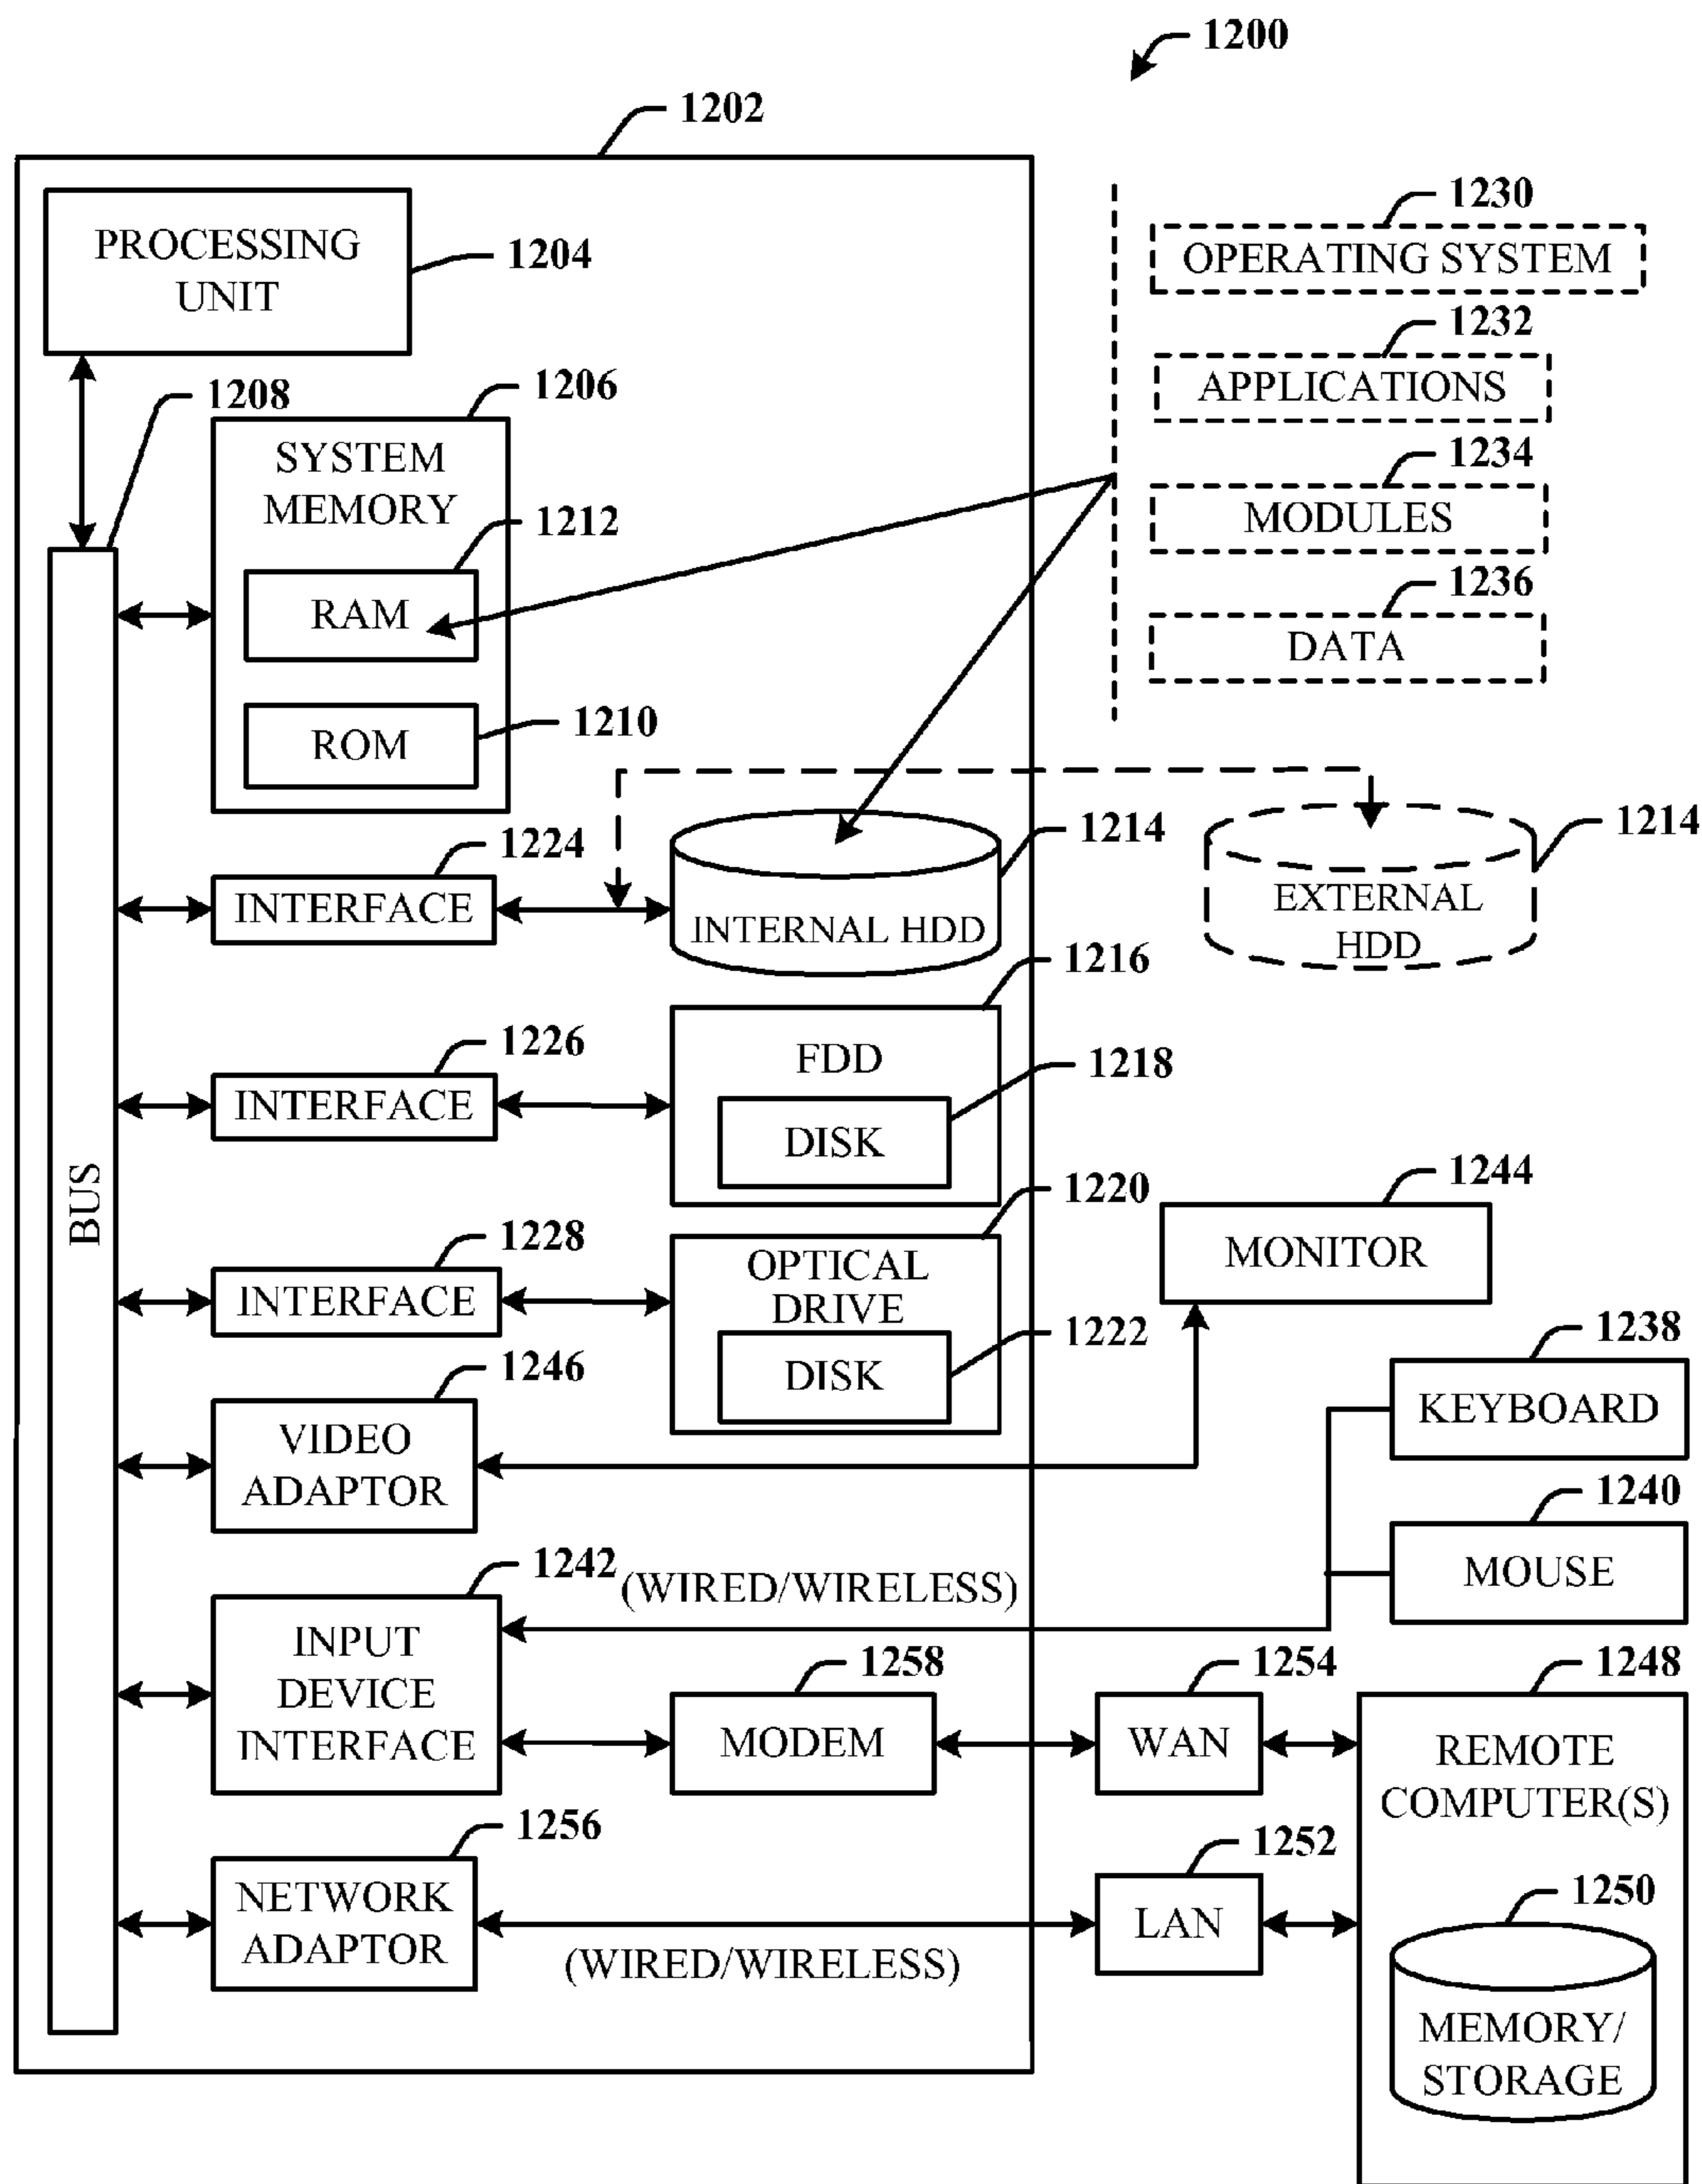 1200
1202
PROCESSING
UNIT
1204
1230
OPERATING SYSTEM
1232
APPLICATIONS
1234
MODULES
1236
DATA
1208
BUS
1206
SYSTEM
MEMORY
1212
RAM
1210
ROM
1224
INTERFACE
1214
INTERNAL HDD
1214
EXTERNAL
HDD
1226
INTERFACE
1216
FDD
1218
DISK
1228
INTERFACE
1220
OPTICAL
DRIVE
1222
DISK
1244
MONITOR
1246
VIDEO
ADAPTOR
1238
KEYBOARD
1240
MOUSE
1242
(WIRED/WIRELESS)
INPUT
DEVICE
INTERFACE
1258
MODEM
1254
WAN
1248
REMOTE
COMPUTER(S)
1256
NETWORK
ADAPTOR
(WIRED/WIRELESS)
1252
LAN
1250
MEMORY/
STORAGE